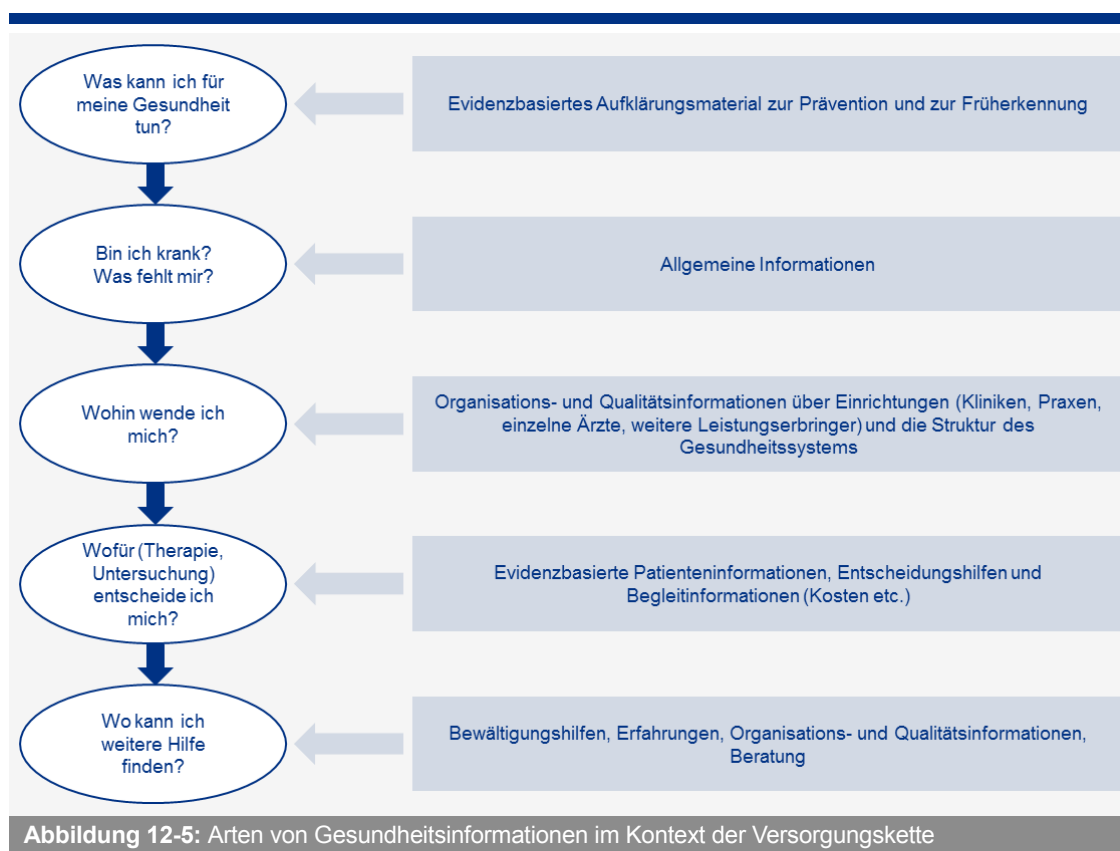 Was kann ich für
meine Gesundheit
tun?
Evidenzbasiertes Aufklärungsmaterial zur Prävention und zur Früherkennung
Bin ich krank?
Was fehlt mir?
Allgemeine Informationen
Wohin wende ich
mich?
Organisations- und Qualitätsinformationen über Einrichtungen (Kliniken, Praxen,
einzelne Ärzte, weitere Leistungserbringer) und die Struktur des
Gesundheitssystems
Wofür (Therapie,
Untersuchung)
entscheide ich
mich?
Evidenzbasierte Patienteninformationen, Entscheidungshilfen und
Begleitinformationen (Kosten etc.)
Wo kann ich
weitere Hilfe
finden?
Bewältigungshilfen, Erfahrungen, Organisations- und Qualitätsinformationen,
Beratung
Abbildung 12-5: Arten von Gesundheitsinformationen im Kontext der Versorgungskette